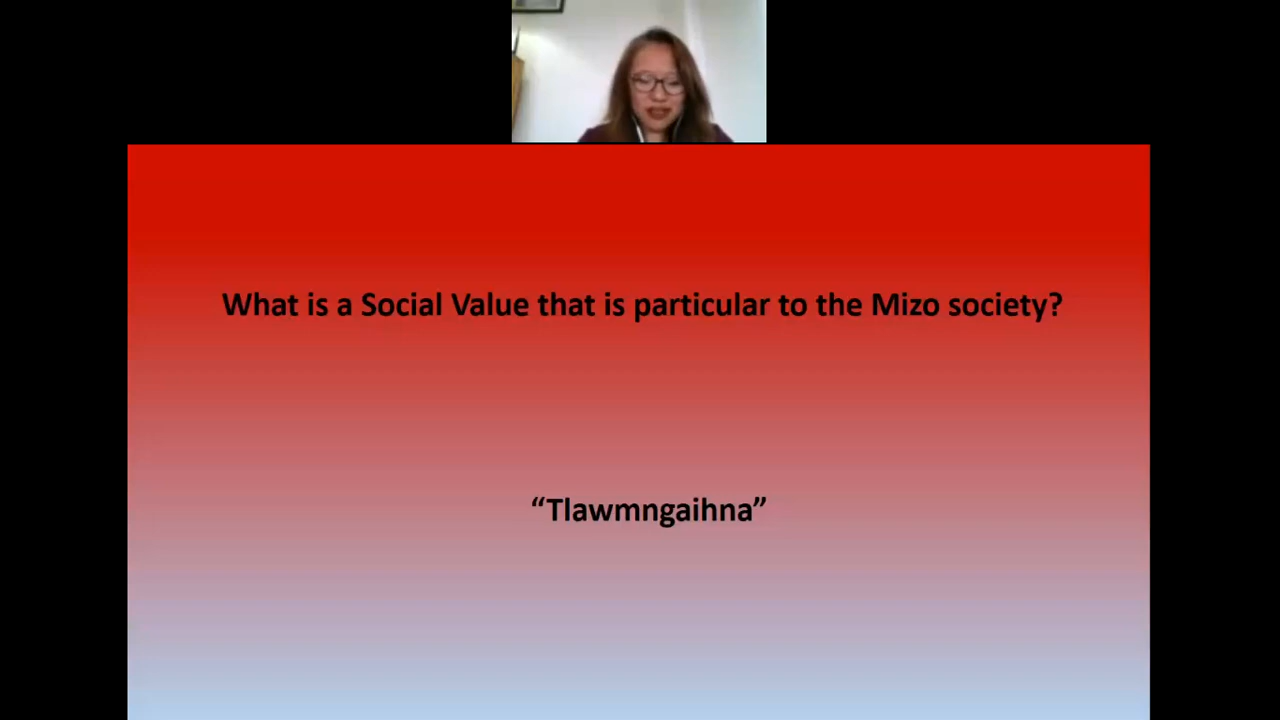 What is a Social Value that is particular to the Mizo society?
“Tlawmngaihna”